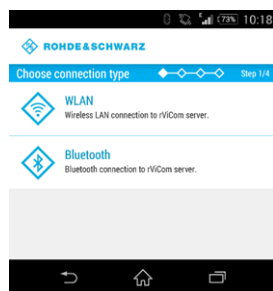 73% 10:18
ROHDE&SCHWARZ
Choose connection type Step 1/4
WLAN
Wireless LAN connection to rViCom server.
Bluetooth
Bluetooth connection to rViCom server.